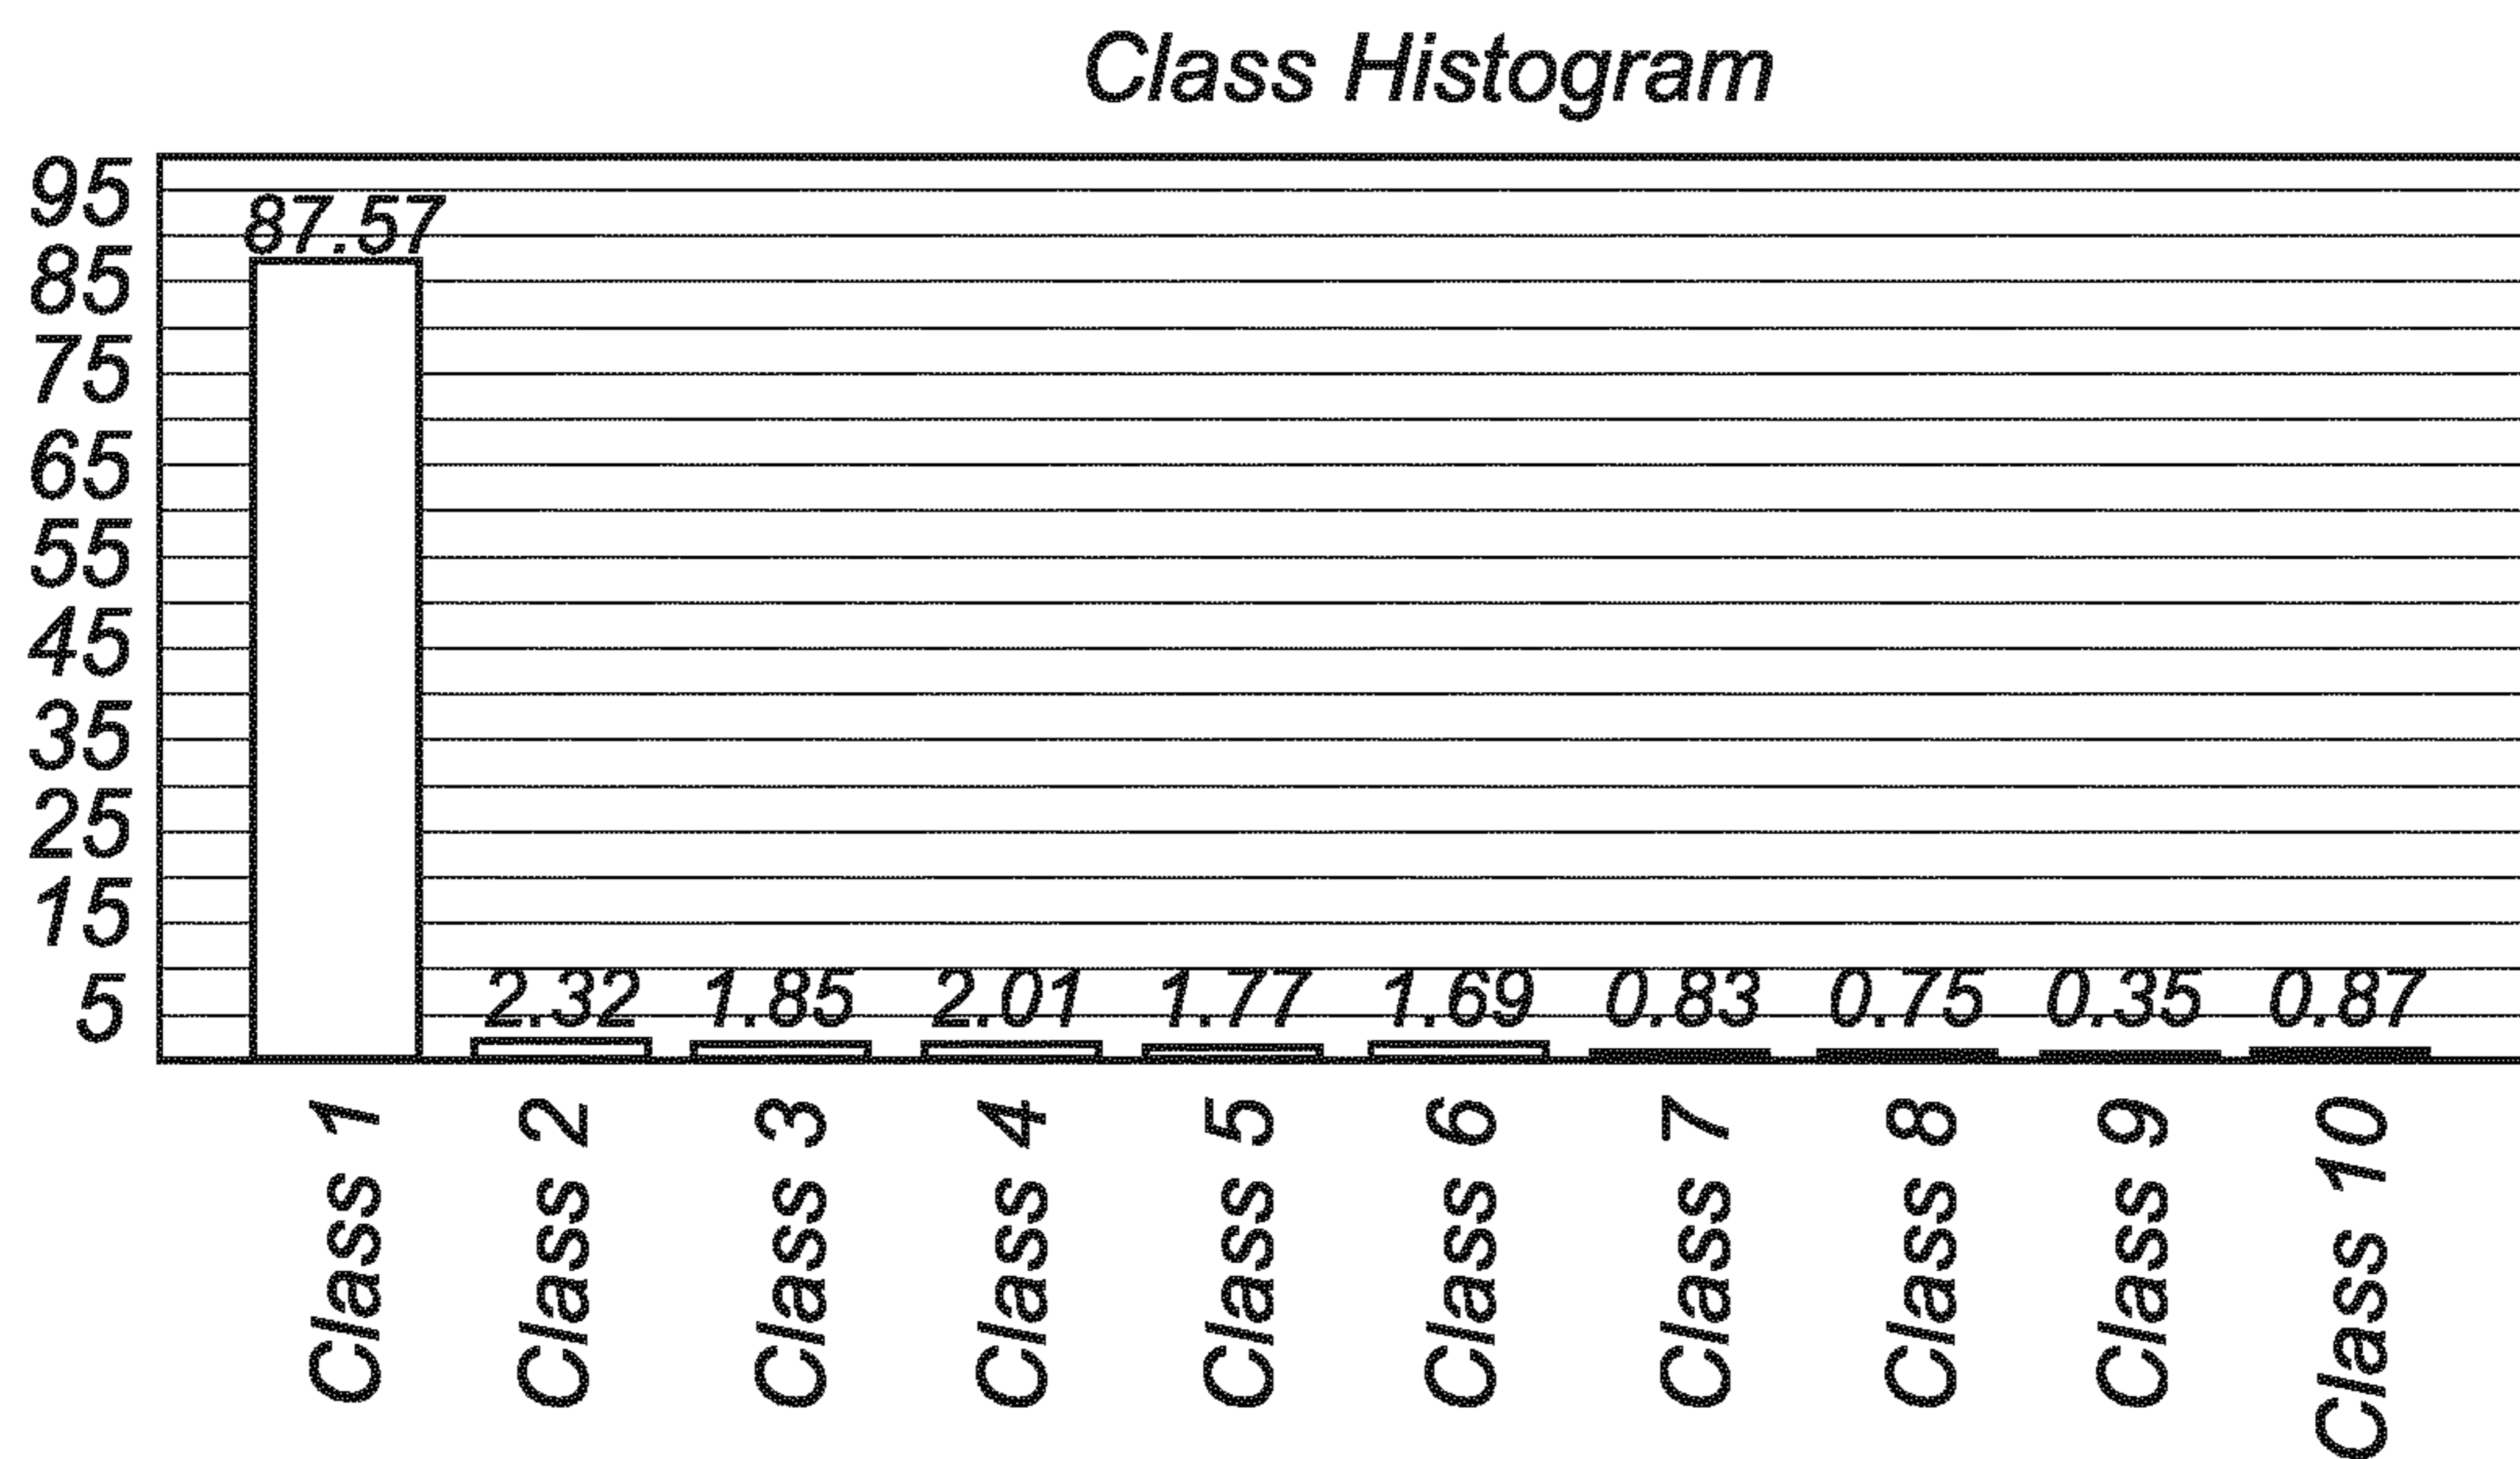 Class Histogram
95
85
75
65
55
45
35
25
15
5
87.57
2.32
1.85
2.01
1.77
1.69
0.83
0.75
0.35
0.87
Class 1
Class 2
Class 3
Class 4
Class 5
Class 6
Class 7
Class 8
Class 9
Class 10